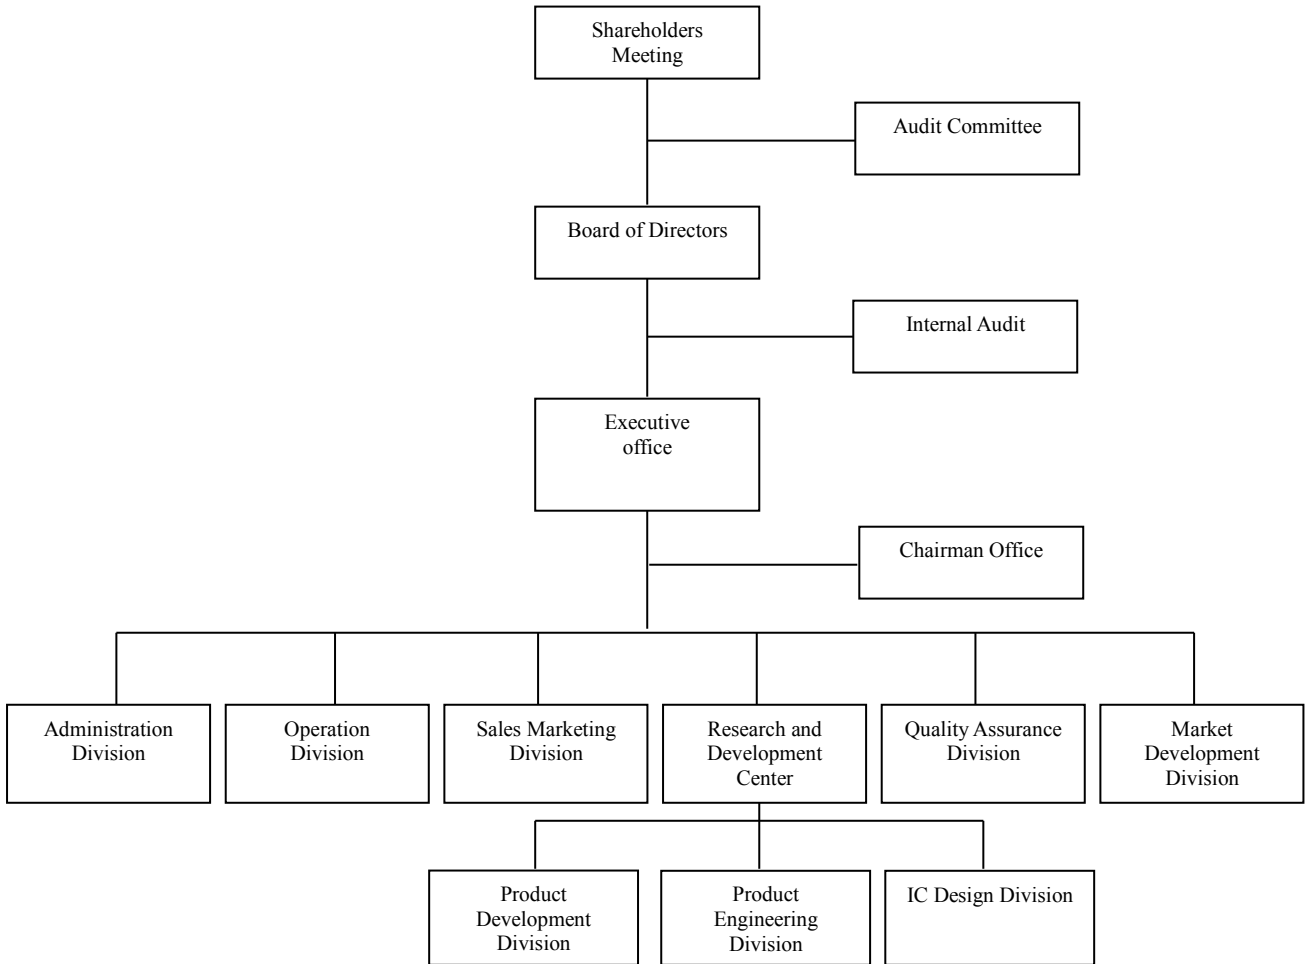 Shareholders
Meeting
Audit Committee
Board of Directors
Internal Audit
Executive
office
Chairman Office
Administration
Division
Operation
Division
Sales Marketing
Division
Research and
Development
Center
Quality Assurance
Division
Market
Development
Division
Product
Development
Division
Product
Engineering
Division
IC Design Division